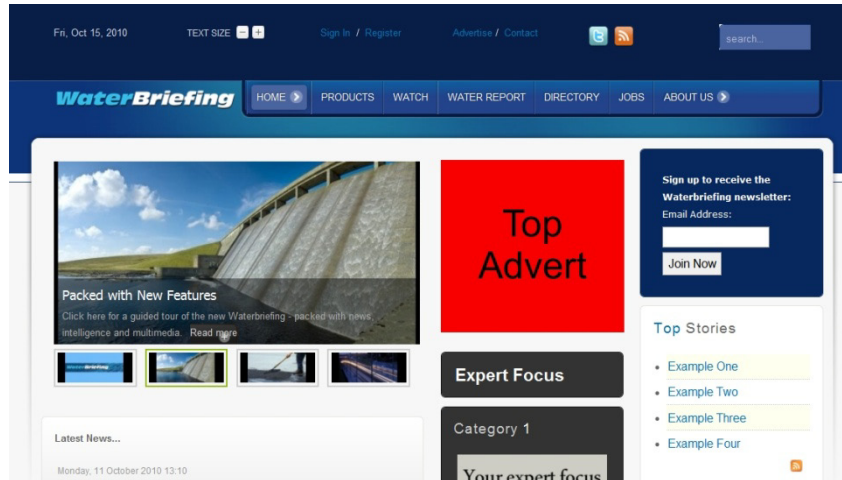 Fri, Oct 15, 2010 TEXT SIZE - + Sign In / Register Advertise / Contact search...
WaterBriefing HOME PRODUCTS WATCH WATER REPORT DIRECTORY JOBS ABOUT US
Packed with New Features
Click here for a guided tour of the new Waterbriefing - packed with news,
intelligence and multimedia. Read more
Latest News...
Monday, 11 October 2010 13:10
Top
Advert
Expert Focus
Category 1
Your expert focus
Sign up to receive the
Waterbriefing newsletter:
Email Address:
Join Now
Top Stories
Example One
Example Two
Example Three
Example Four